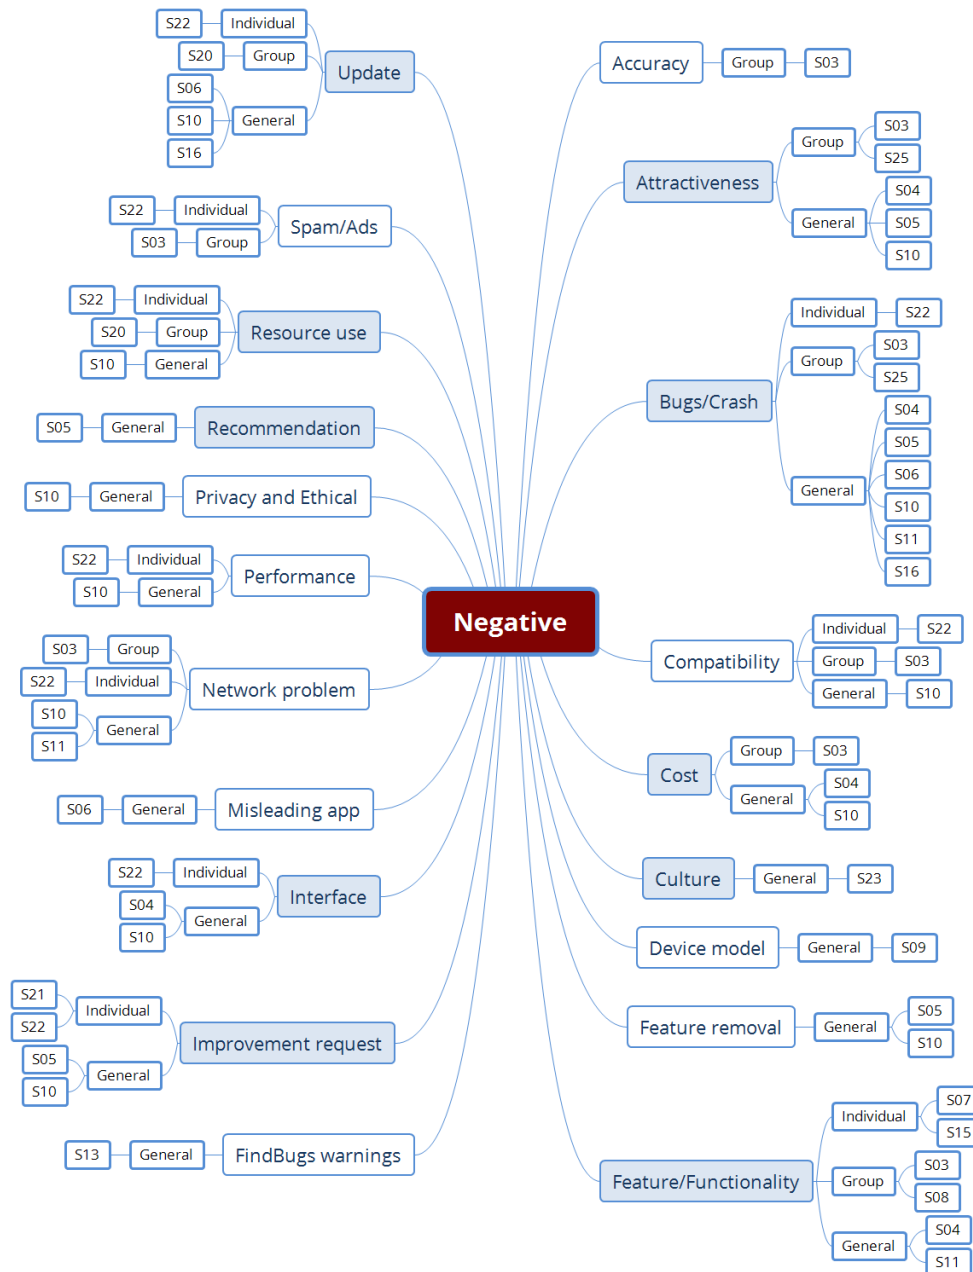 Negative
Update
Individual
S22
Group
S20
General
S06
S10
S16
Spam/Ads
Individual
S22
Group
S03
Resource use
Individual
S22
Group
S20
General
S10
Recommendation
General
S05
Privacy and Ethical
General
S10
Performance
Individual
S22
General
S10
Network problem
Group
S03
Individual
S22
General
S10
S11
Misleading app
General
S06
Interface
Individual
S22
General
S04
S10
Improvement request
Individual
S21
S22
General
S05
S10
FindBugs warnings
General
S13
Accuracy
Group
S03
Attractiveness
Group
S03
S25
General
S04
S05
S10
Bugs/Crash
Individual
S22
Group
S03
S25
General
S04
S05
S06
S10
S11
S16
Compatibility
Individual
S22
Group
S03
General
S10
Cost
Group
S03
General
S04
S10
Culture
General
S23
Device model
General
S09
Feature removal
General
S05
S10
Feature/Functionality
Individual
S07
S15
Group
S03
S08
General
S04
S11